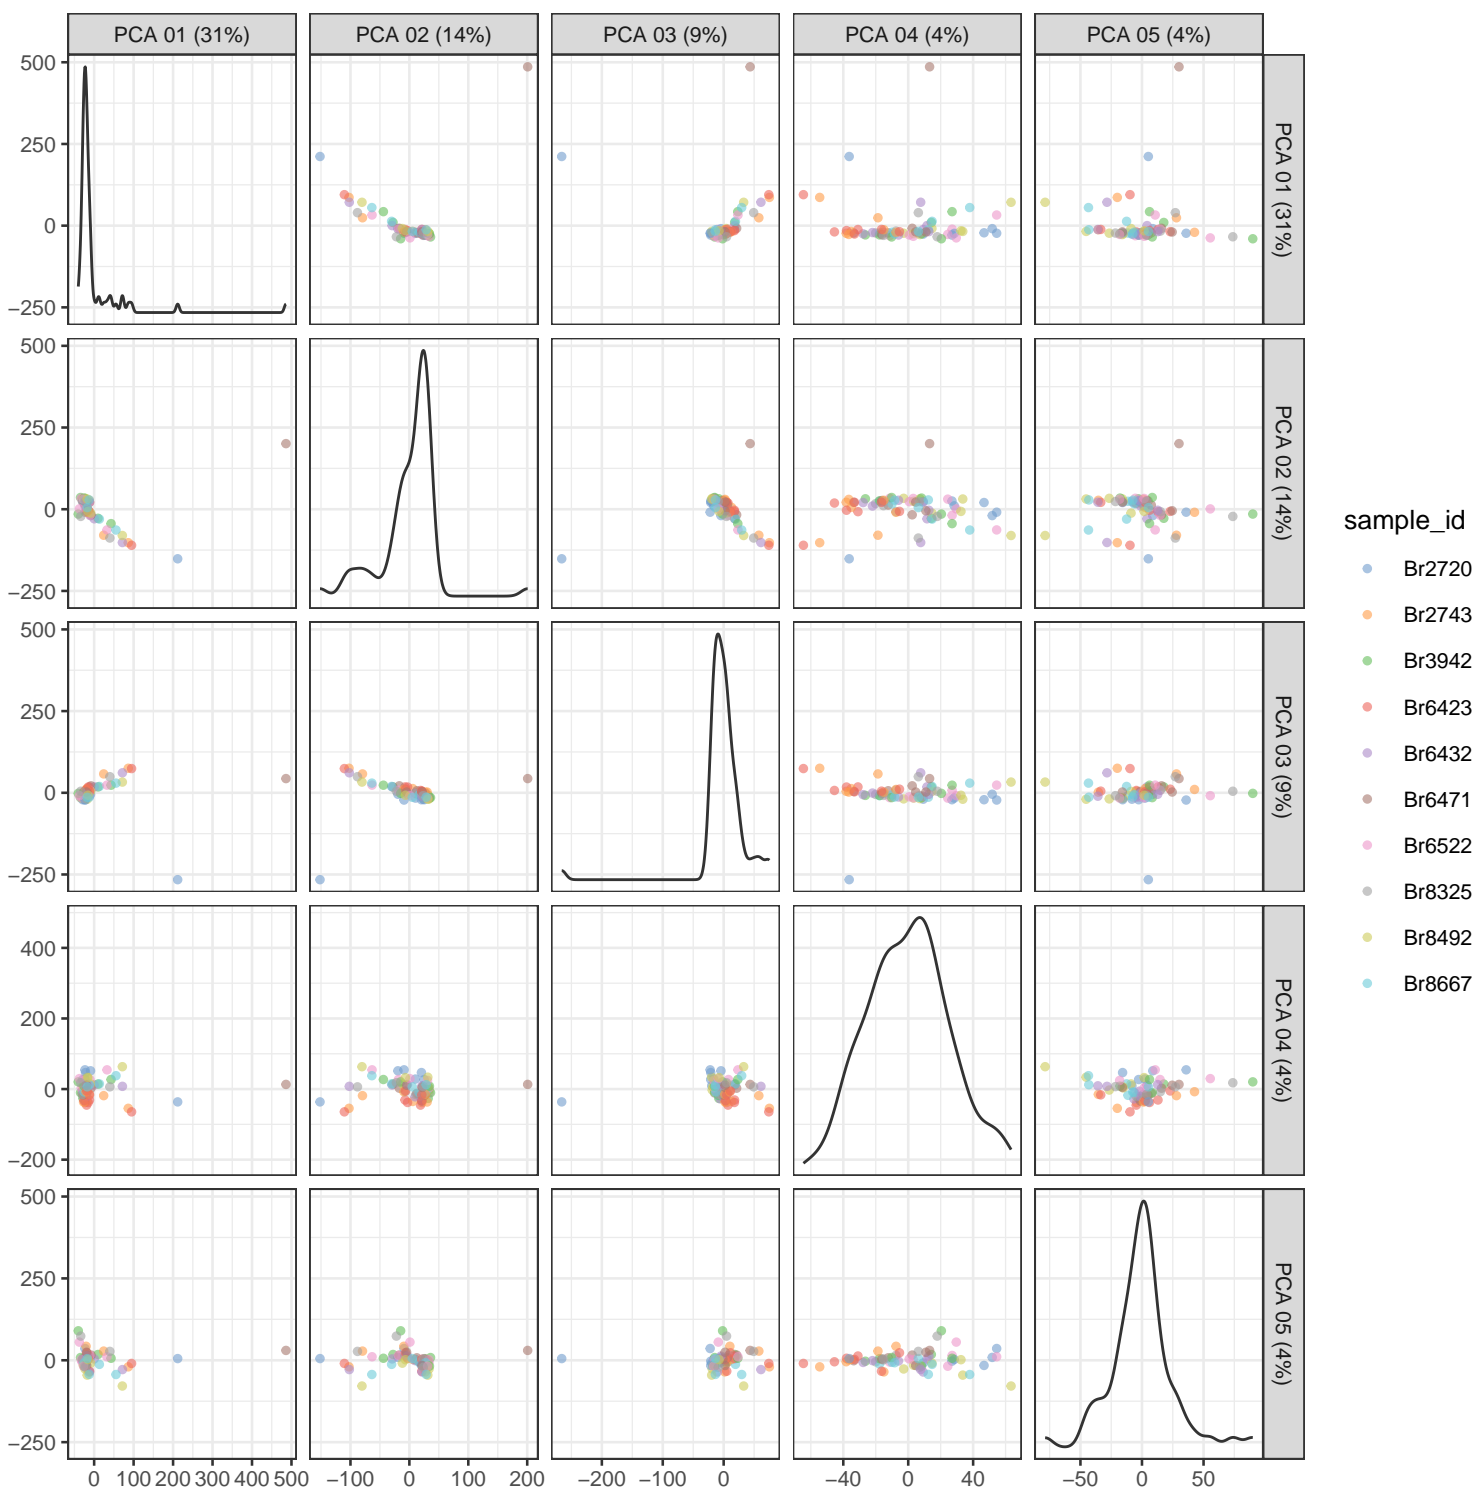 PCA 01 (31%) PCA 02 (14%) PCA 03 (9%) PCA 04 (4%) PCA 05 (4%)
500
250
0
−250
PCA 01 (31%)
500
250
0
−250
PCA 02 (14%)
500
250
0
−250
PCA 03 (9%)
400
200
0
−200
PCA 04 (4%)
500
250
0
−250
PCA 05 (4%)
0 100 200 300 400 500 −100 0 100 200 −200 −100 0 −40 0 40 −50 0 50
sample_id
Br2720
Br2743
Br3942
Br6423
Br6432
Br6471
Br6522
Br8325
Br8492
Br8667